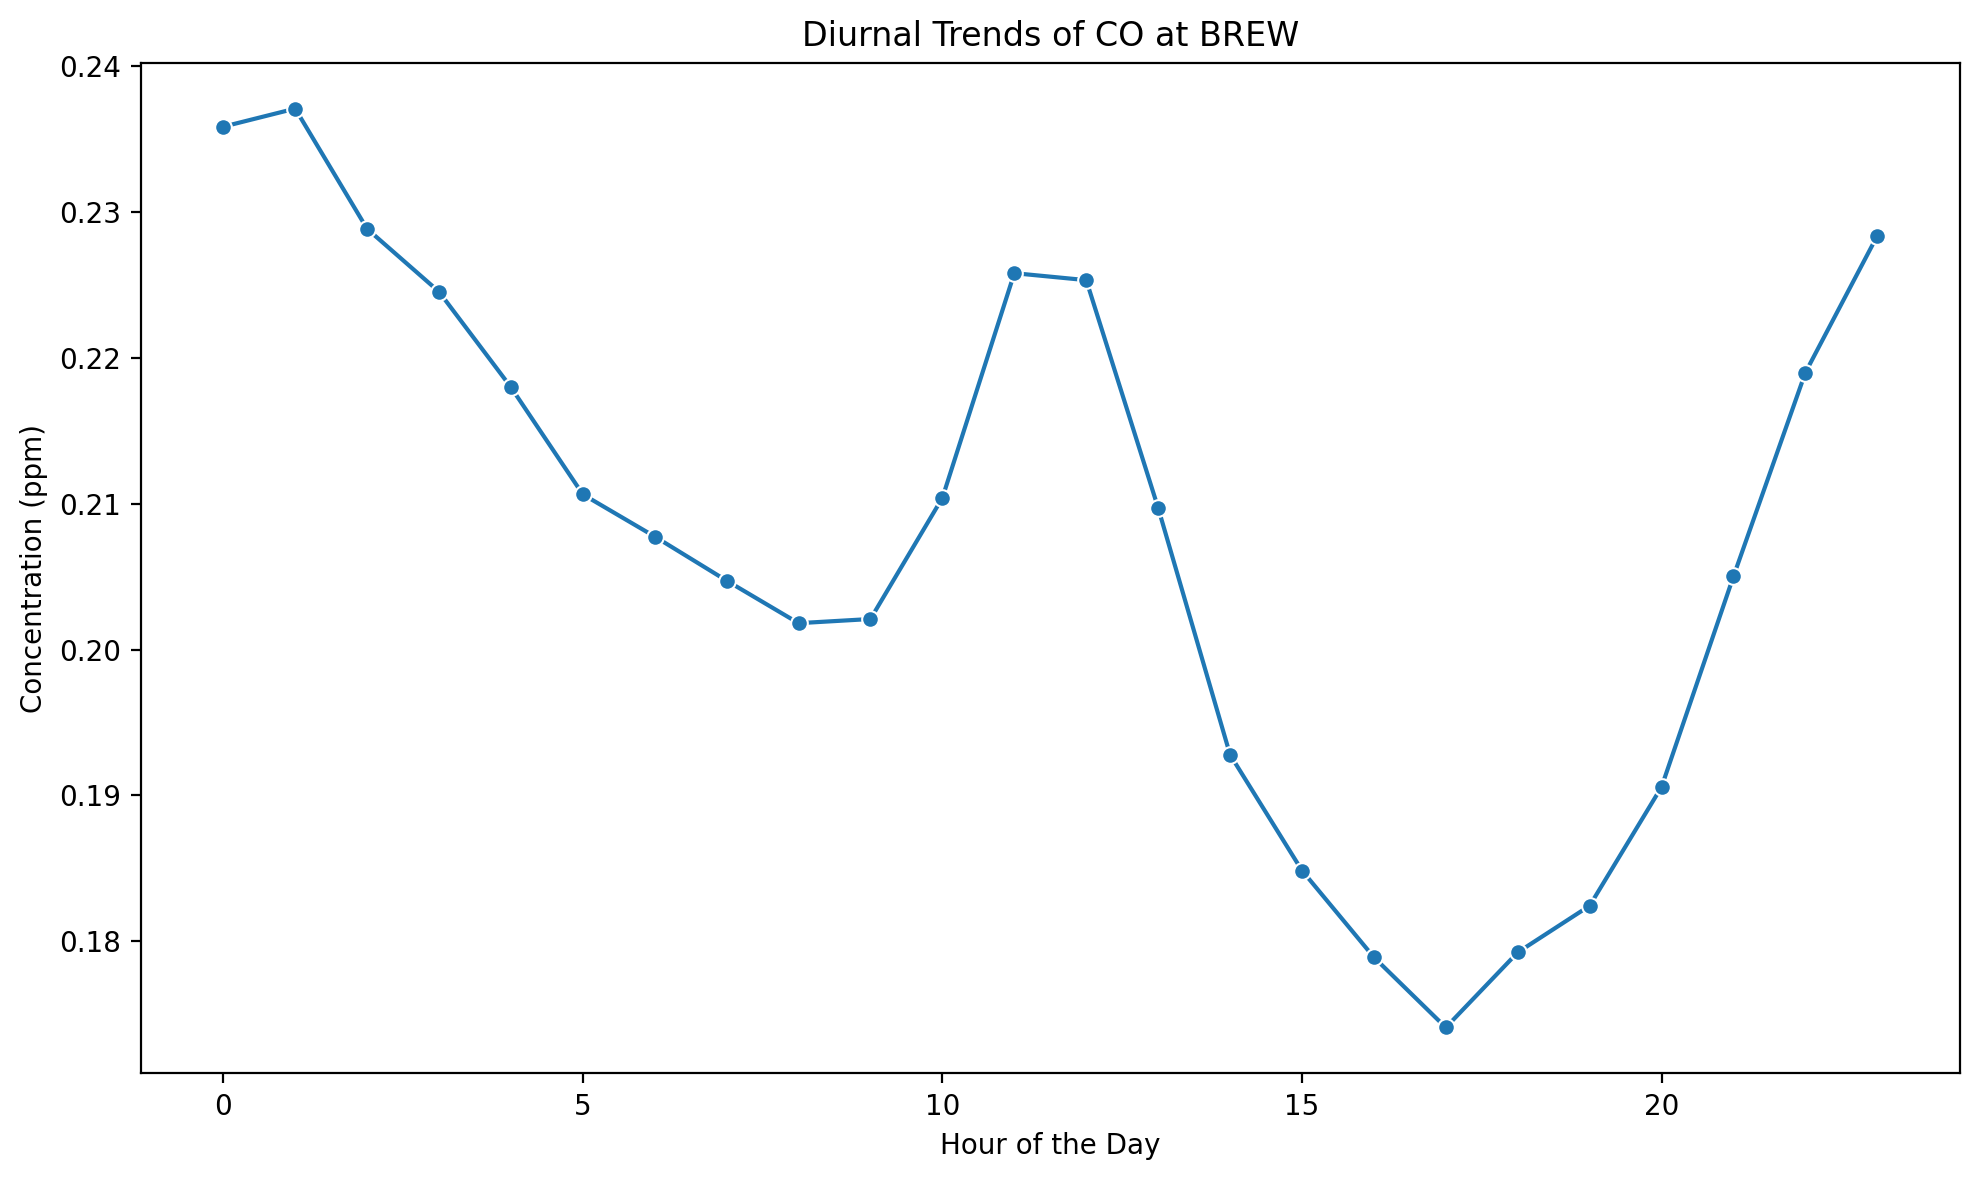 Diurnal Trends of CO at BREW
0.24
0.23
0.22
0.21
0.20
0.19
0.18
Concentration (ppm)
0 5 10 15 20
Hour of the Day